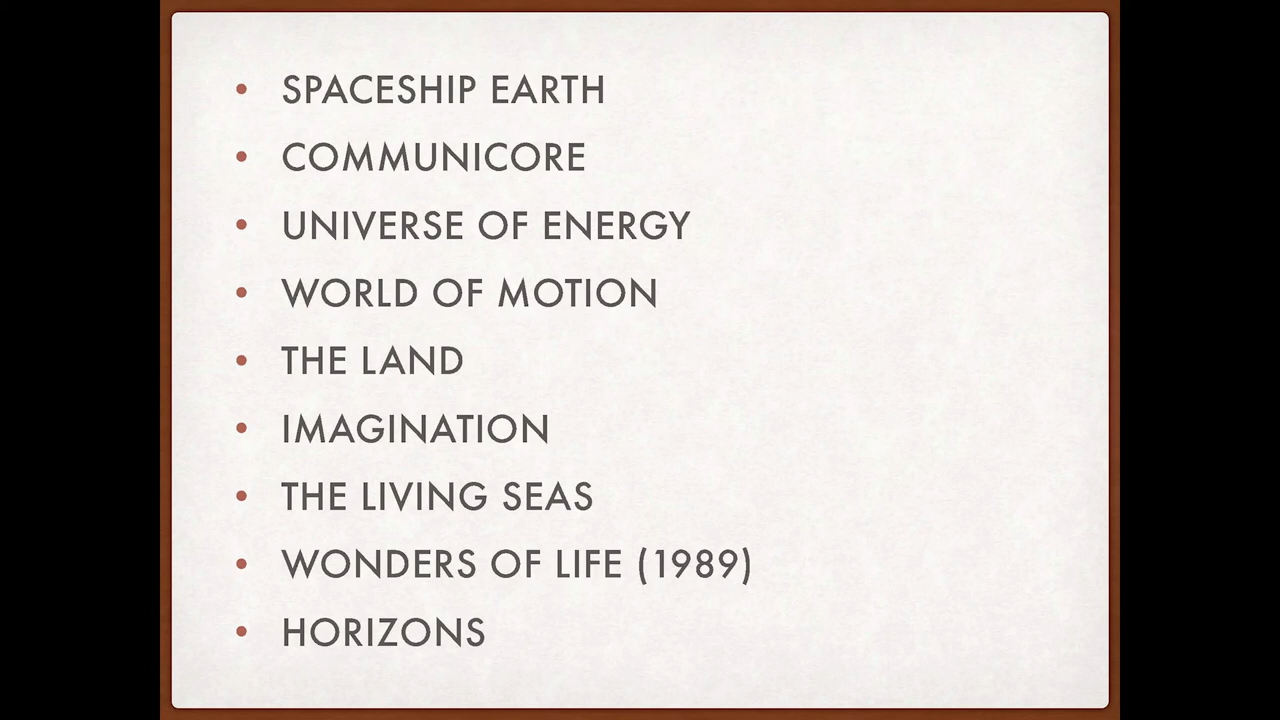 • SPACESHIP EARTH
• COMMUNICORE
• UNIVERSE OF ENERGY
• WORLD OF MOTION
• THE LAND
• IMAGINATION
• THE LIVING SEAS
• WONDERS OF LIFE (1989)
• HORIZONS